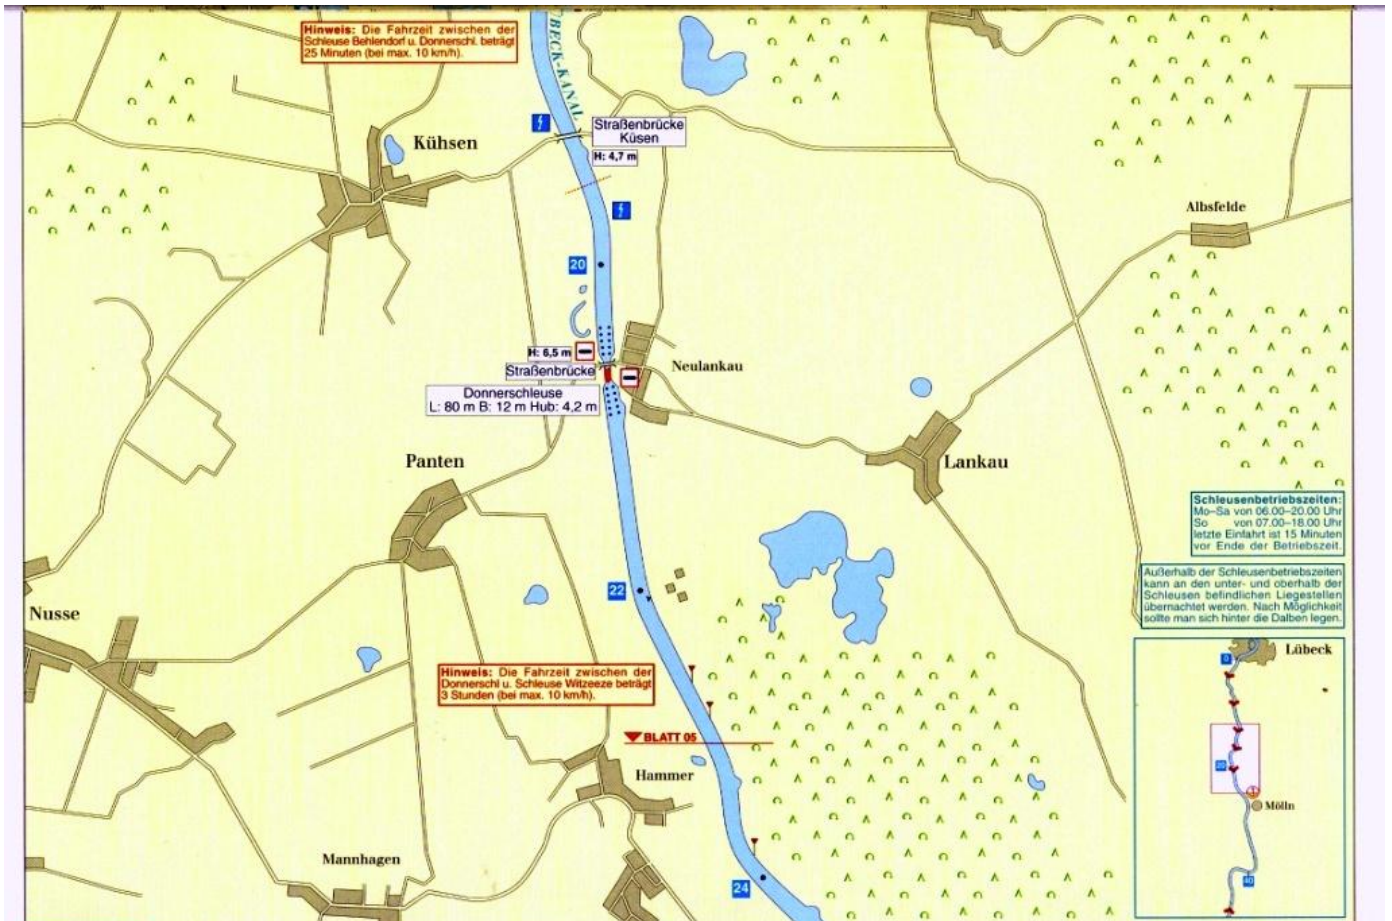 Hinweis: Die Fahrzeit zwischen der
Schleuse Behlendorf u. Donnerschl. beträgt
25 Minuten (bei max. 10 km/h).
BECK-KANAL
Straßenbrücke
Küsen
H: 4,7 m
Kühsen
Albsfelde
20
H: 6,5 m
Straßenbrücke
Neulankau
Donnerschleuse
L: 80 m B: 12 m Hub: 4,2 m
Panten
Lankau
Schleusenbetriebszeiten:
Mo–Sa von 06.00–20.00 Uhr
So von 07.00–18.00 Uhr
letzte Einfahrt ist 15 Minuten
vor Ende der Betriebszeit.
Außerhalb der Schleusenbetriebszeiten
kann an den unter- und oberhalb der
Schleusen befindlichen Liegestellen
übernachtet werden. Nach Möglichkeit
sollte man sich hinter die Dalben legen.
22
Nusse
Hinweis: Die Fahrzeit zwischen der
Donnerschl u. Schleuse Witzeeze beträgt
3 Stunden (bei max. 10 km/h).
BLATT 05
Hammer
Mannhagen
24
Lübeck
0
20
Mölln
40